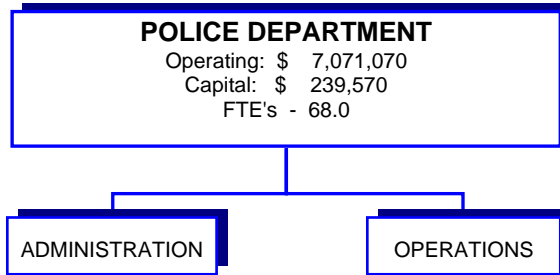 POLICE DEPARTMENT
Operating: $ 7,071,070
Capital: $ 239,570
FTE's - 68.0
ADMINISTRATION
OPERATIONS